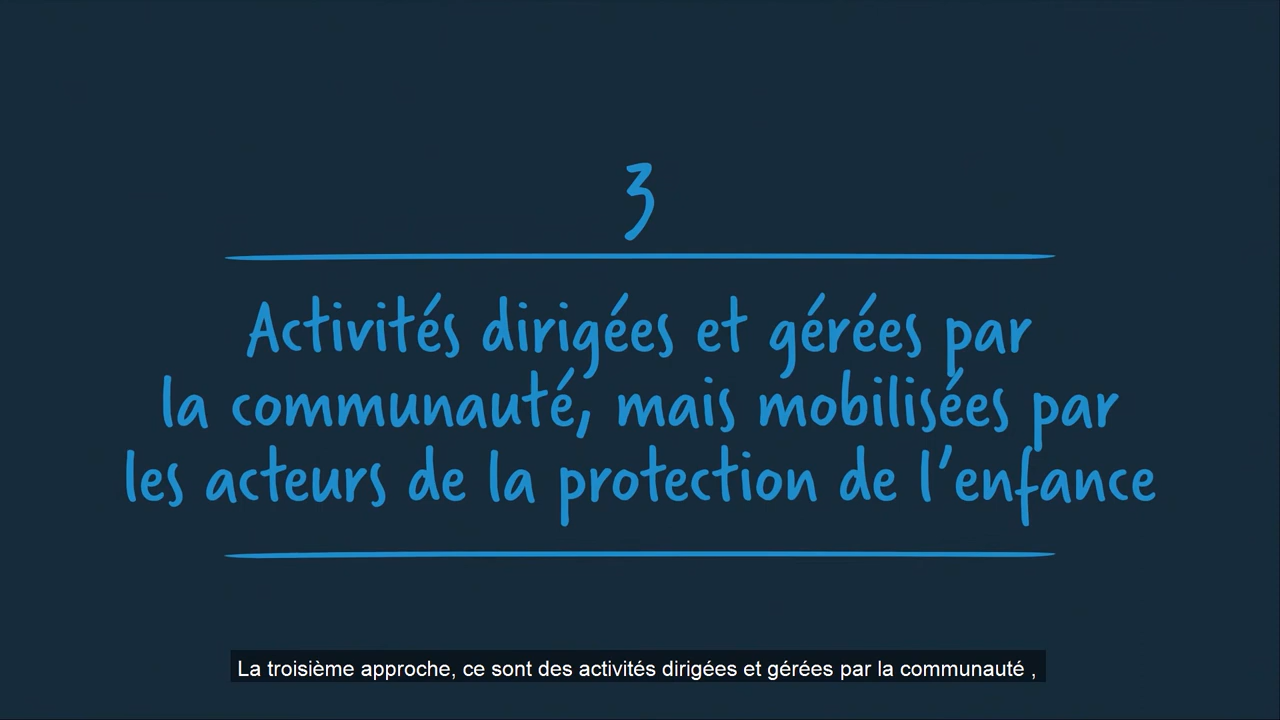 3
Activités dirigées et gérées par
la communauté, mais mobilisées par
les acteurs de la protection de l'enfance
La troisième approche, ce sont des activités dirigées et gérées par la communauté ,